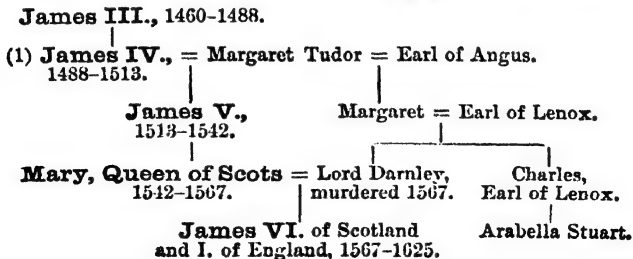 James III., 1460-1488.
(1) James IV., = Margaret Tudor = Earl of Angus.
1488-1513.
James V., Margaret = Earl of Lenox.
1513-1542.
Mary, Queen of Scots = Lord Darnley, Charles,
1542-1567. murdered 1567. Earl of Lenox.
James VI. of Scotland Arabella Stuart.
and I. of England, 1567-1625.